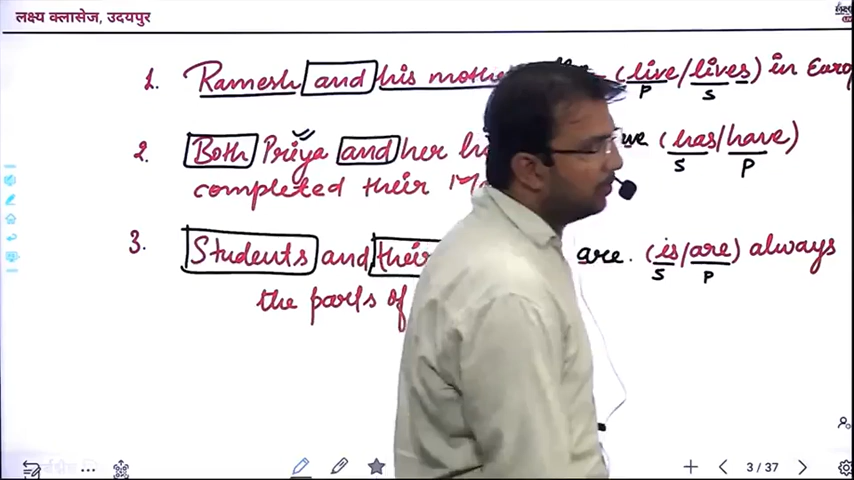 लक्ष्य क्लासेज, उदयपुर
1. Ramesh and his mothe (live/lives) in Euro
P S
2. Both Priya and her h ve (has/have)
S P
completed their M
3. Students and their are. (is/are) always
S P
the parts of
3 / 37